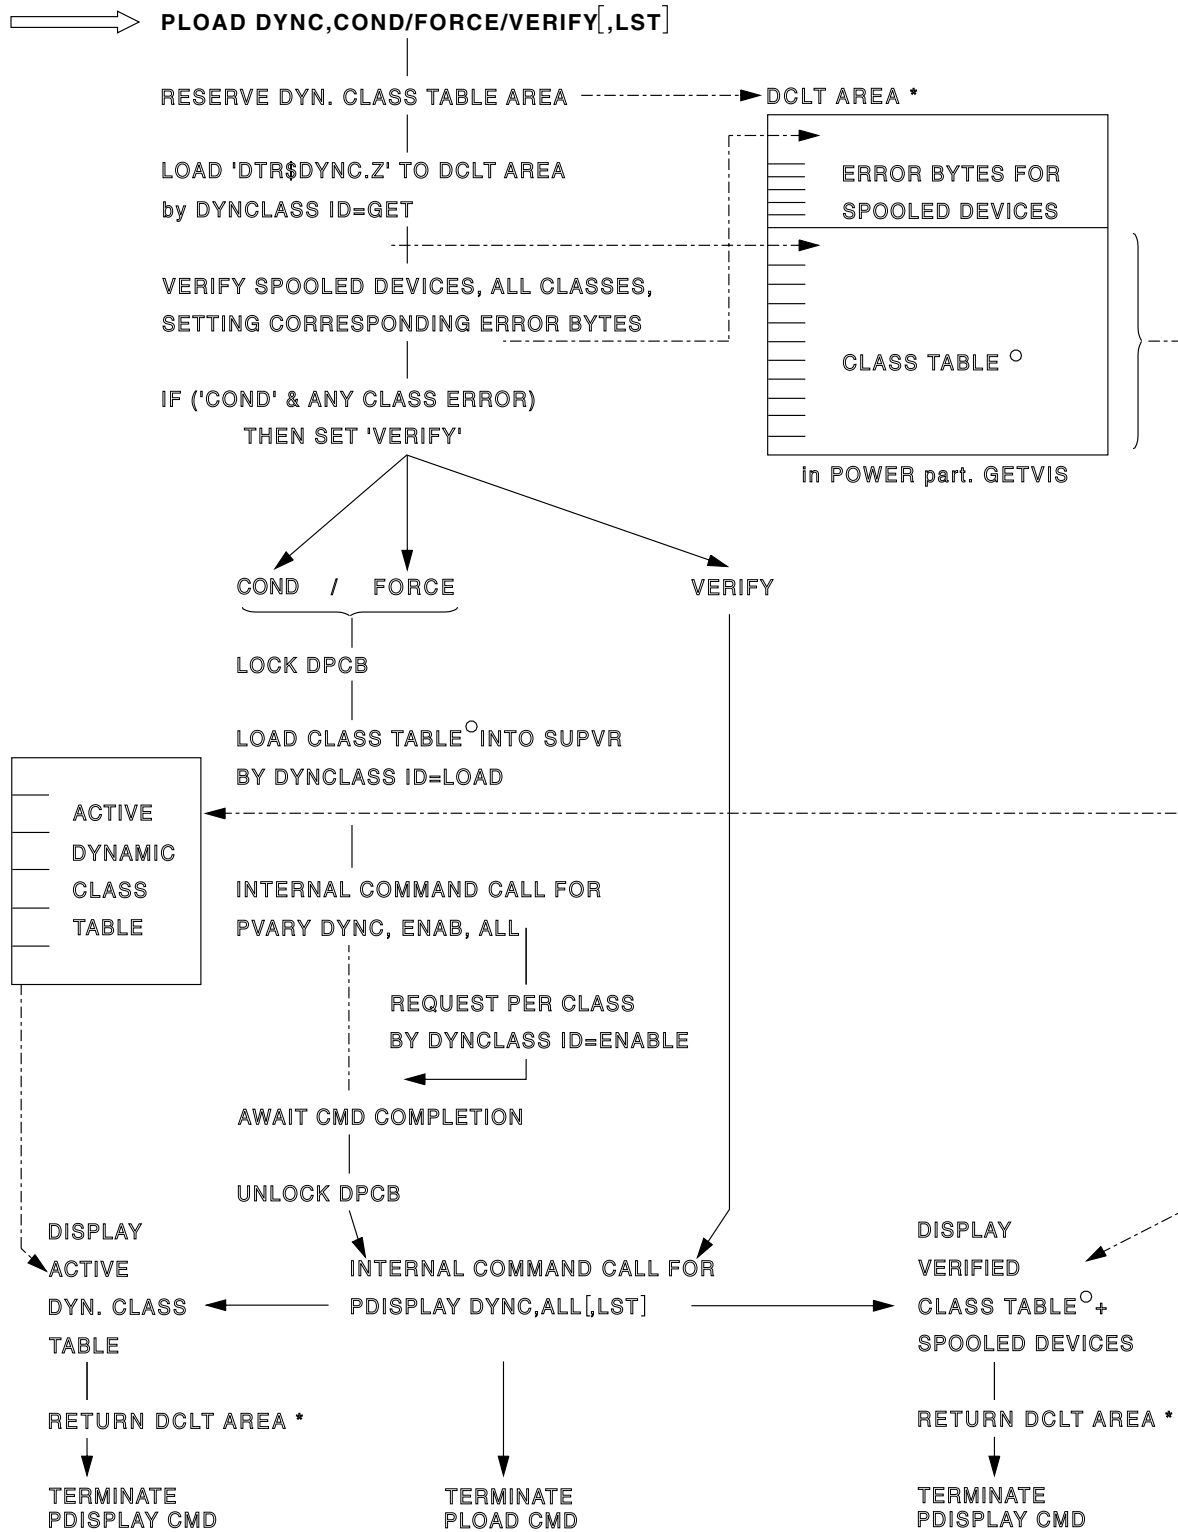 PLOAD DYNC,COND/FORCE/VERIFY[,LST]
RESERVE DYN. CLASS TABLE AREA
DCLT AREA *
LOAD 'DTR$DYNC.Z' TO DCLT AREA
by DYNCLASS ID=GET
ERROR BYTES FOR
SPOOLED DEVICES
VERIFY SPOOLED DEVICES, ALL CLASSES,
SETTING CORRESPONDING ERROR BYTES
CLASS TABLE ○
IF ('COND' & ANY CLASS ERROR)
THEN SET 'VERIFY'
in POWER part. GETVIS
COND / FORCE
VERIFY
LOCK DPCB
LOAD CLASS TABLE ○ INTO SUPVR
BY DYNCLASS ID=LOAD
ACTIVE
DYNAMIC
CLASS
TABLE
INTERNAL COMMAND CALL FOR
PVARY DYNC, ENAB, ALL
REQUEST PER CLASS
BY DYNCLASS ID=ENABLE
AWAIT CMD COMPLETION
UNLOCK DPCB
DISPLAY
ACTIVE
DYN. CLASS
TABLE
INTERNAL COMMAND CALL FOR
PDISPLAY DYNC,ALL[,LST]
DISPLAY
VERIFIED
CLASS TABLE ○ +
SPOOLED DEVICES
RETURN DCLT AREA *
RETURN DCLT AREA *
TERMINATE
PDISPLAY CMD
TERMINATE
PLOAD CMD
TERMINATE
PDISPLAY CMD